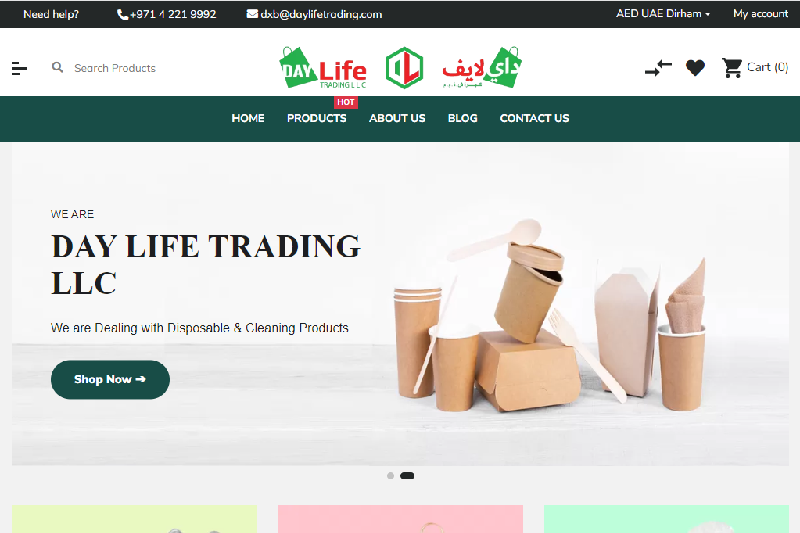 Need help?
+971 4 221 9992
dxb@daylifetrading.com
AED UAE Dirham
My account
Search Products
DAY Life
TRADING L L C
داي لايف
Cart (0)
HOT
HOME PRODUCTS ABOUT US BLOG CONTACT US
WE ARE
DAY LIFE TRADING
LLC
We are Dealing with Disposable & Cleaning Products
Shop Now ➔